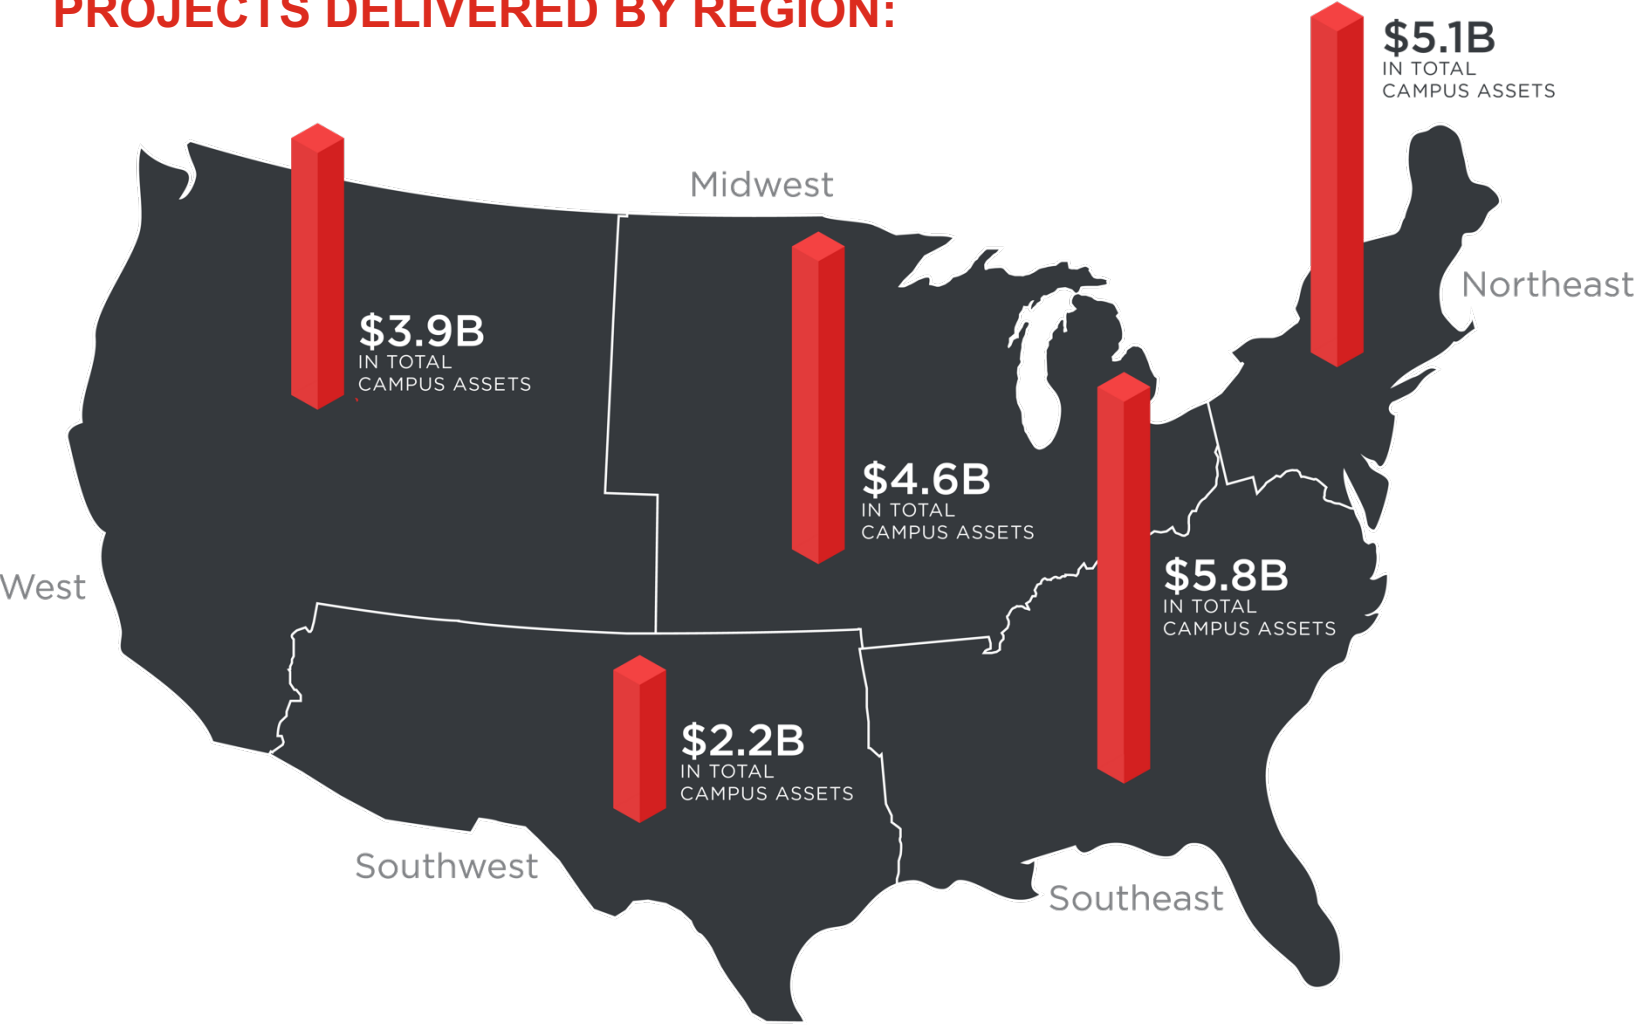 PROJECTS DELIVERED BY REGION:
$5.1B
IN TOTAL
CAMPUS ASSETS
Midwest
Northeast
$3.9B
IN TOTAL
CAMPUS ASSETS
$4.6B
IN TOTAL
CAMPUS ASSETS
West
$5.8B
IN TOTAL
CAMPUS ASSETS
$2.2B
IN TOTAL
CAMPUS ASSETS
Southwest
Southeast